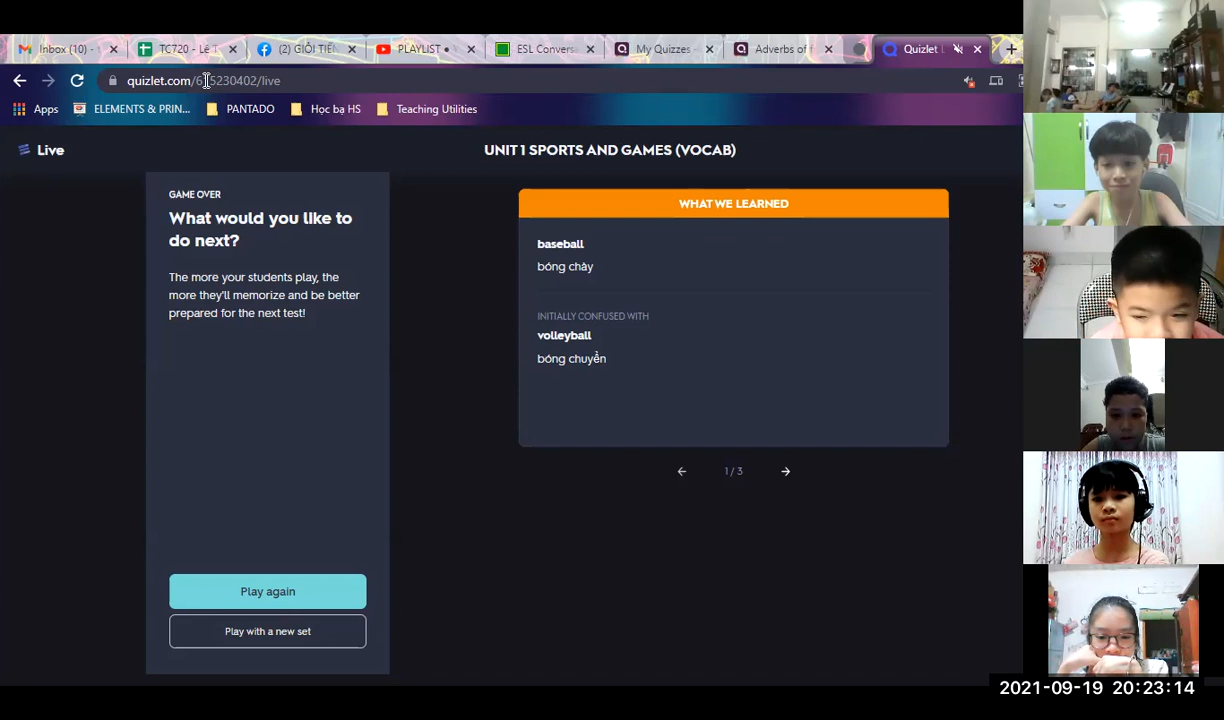 Inbox (10) -
TC720 - Lê T
(2) GIỎI TIẾN
PLAYLIST
ESL Convers
My Quizzes -
Adverbs of f
Quizlet L
quizlet.com/ 5230402/live
Apps
ELEMENTS & PRIN...
PANTADO
Học bạ HS
Teaching Utilities
Live
UNIT 1 SPORTS AND GAMES (VOCAB)
GAME OVER
What would you like to
do next?
The more your students play, the
more they'll memorize and be better
prepared for the next test!
Play again
Play with a new set
WHAT WE LEARNED
baseball
bóng chày
INITIALLY CONFUSED WITH
volleyball
bóng chuyền
1 / 3
2021-09-19 20:23:14